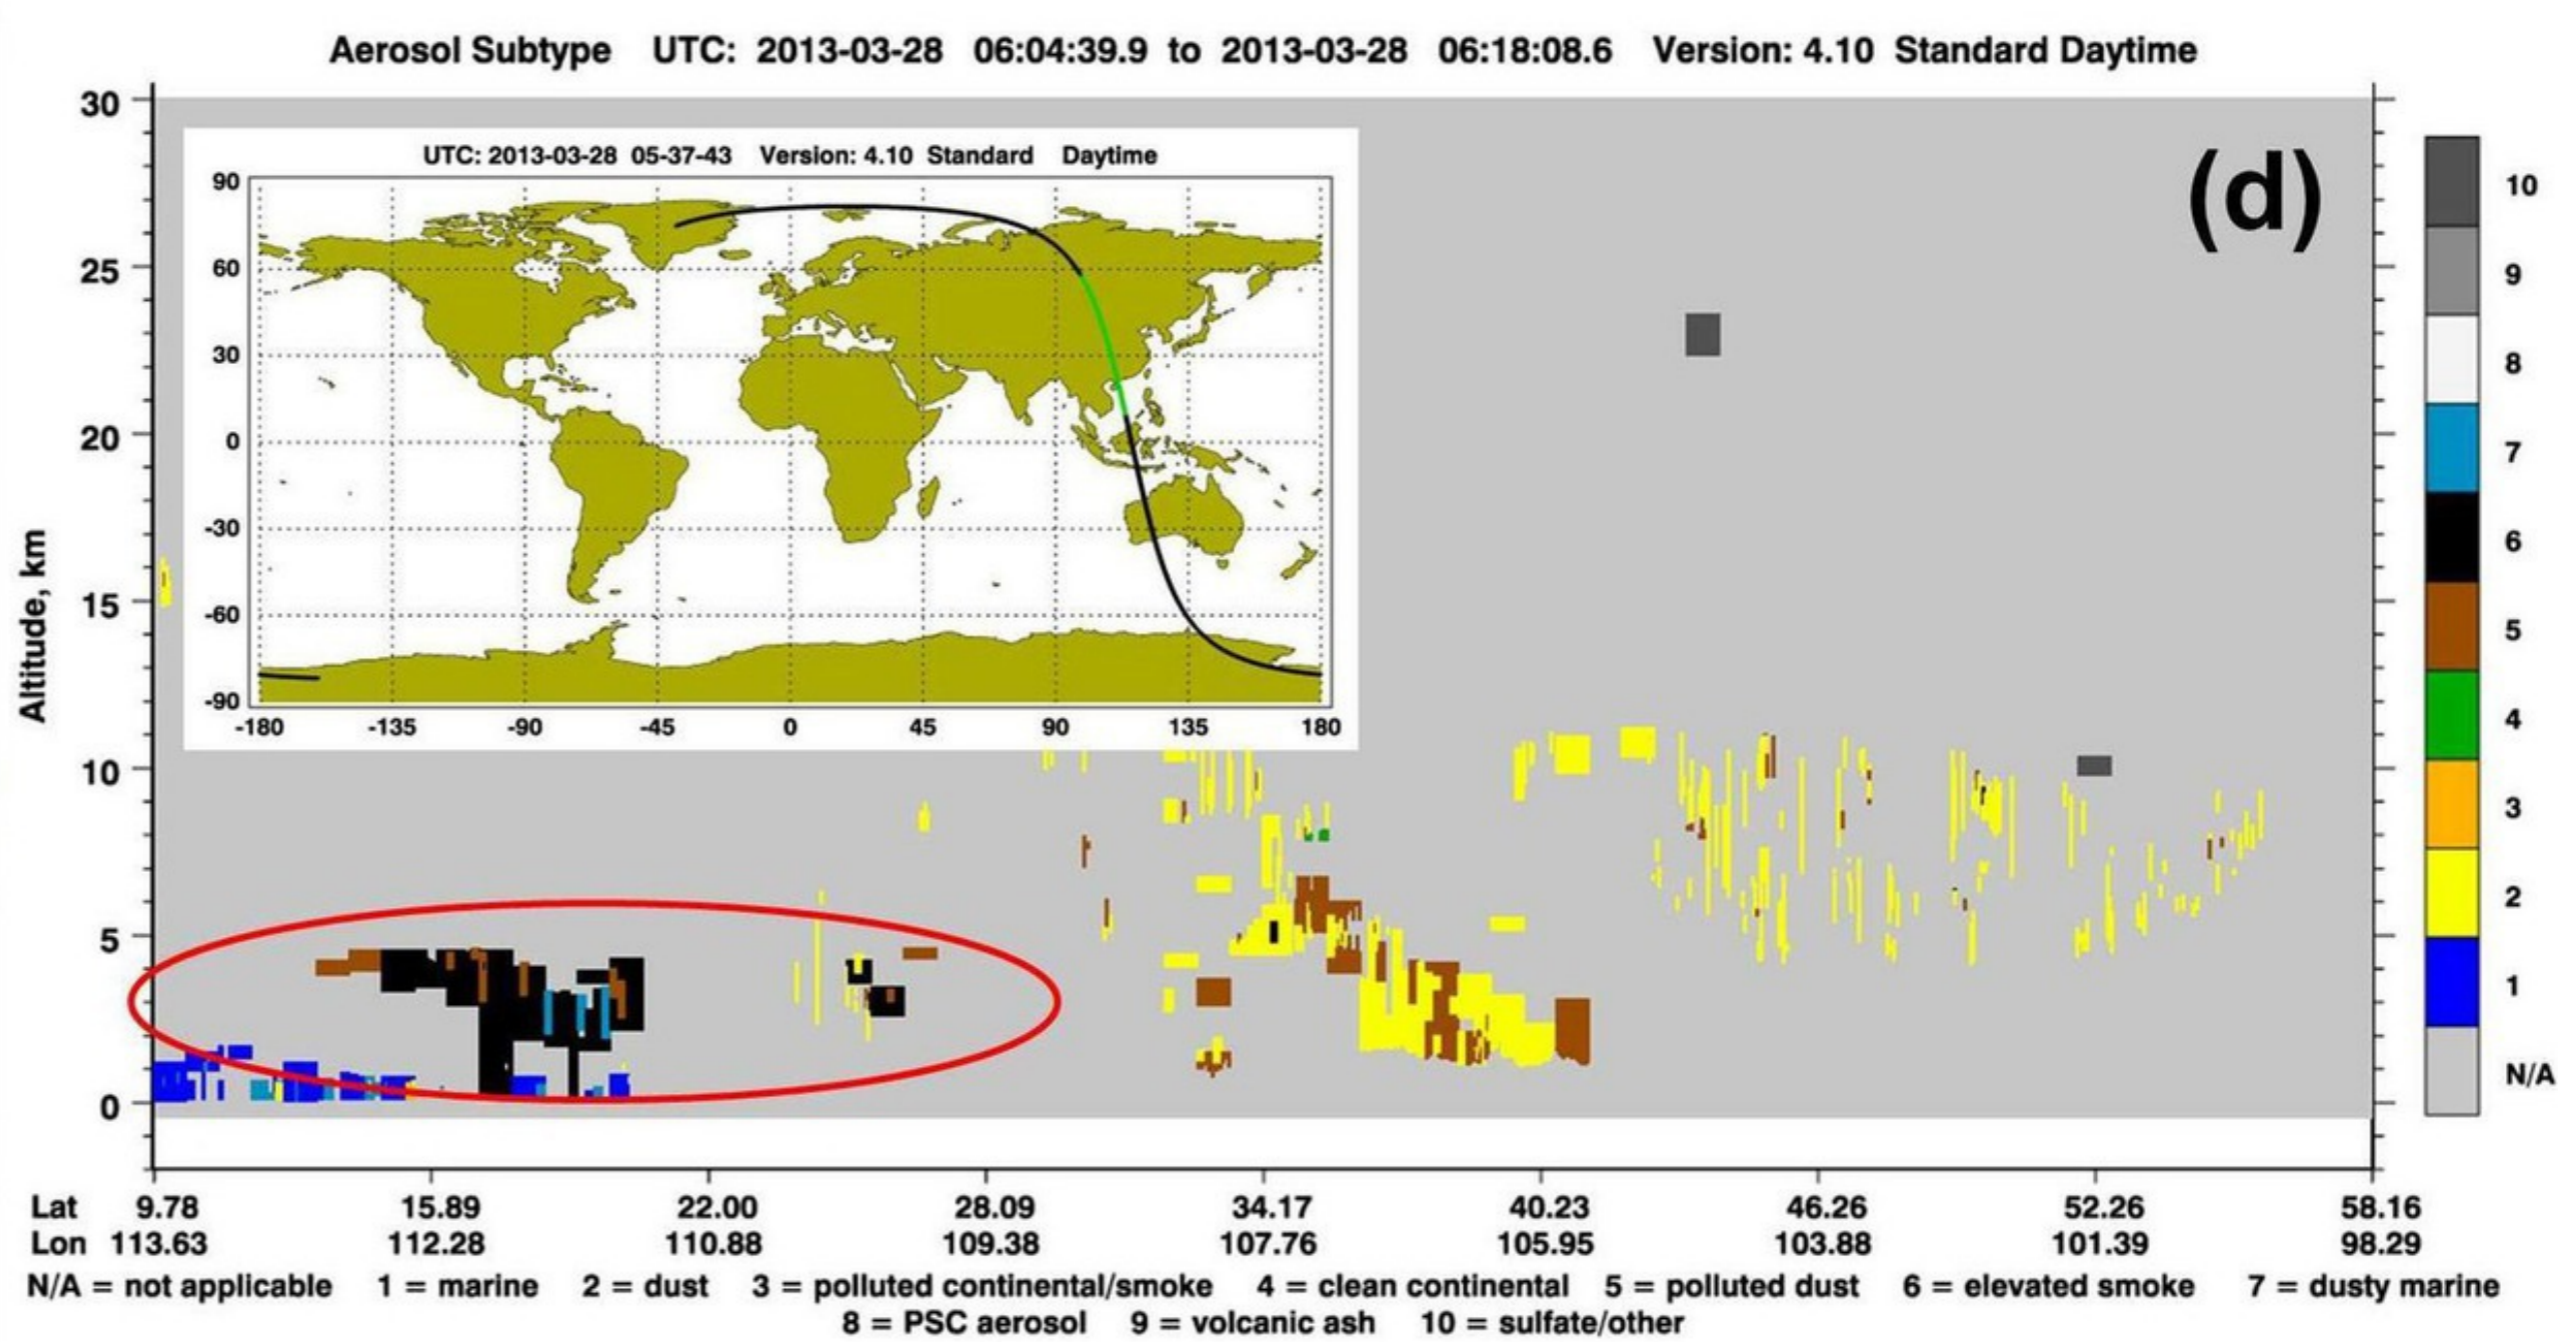 Aerosol Subtype UTC: 2013-03-28 06:04:39.9 to 2013-03-28 06:18:08.6 Version: 4.10 Standard Daytime
(d)
UTC: 2013-03-28 05-37-43 Version: 4.10 Standard Daytime
90
60
30
0
-30
-60
-90
-180 -135 -90 -45 0 45 90 135 180
Altitude, km
30
25
20
15
10
5
0
10
9
8
7
6
5
4
3
2
1
N/A
Lat 9.78 15.89 22.00 28.09 34.17 40.23 46.26 52.26 58.16
Lon 113.63 112.28 110.88 109.38 107.76 105.95 103.88 101.39 98.29
N/A = not applicable 1 = marine 2 = dust 3 = polluted continental/smoke 4 = clean continental 5 = polluted dust 6 = elevated smoke 7 = dusty marine
8 = PSC aerosol 9 = volcanic ash 10 = sulfate/other